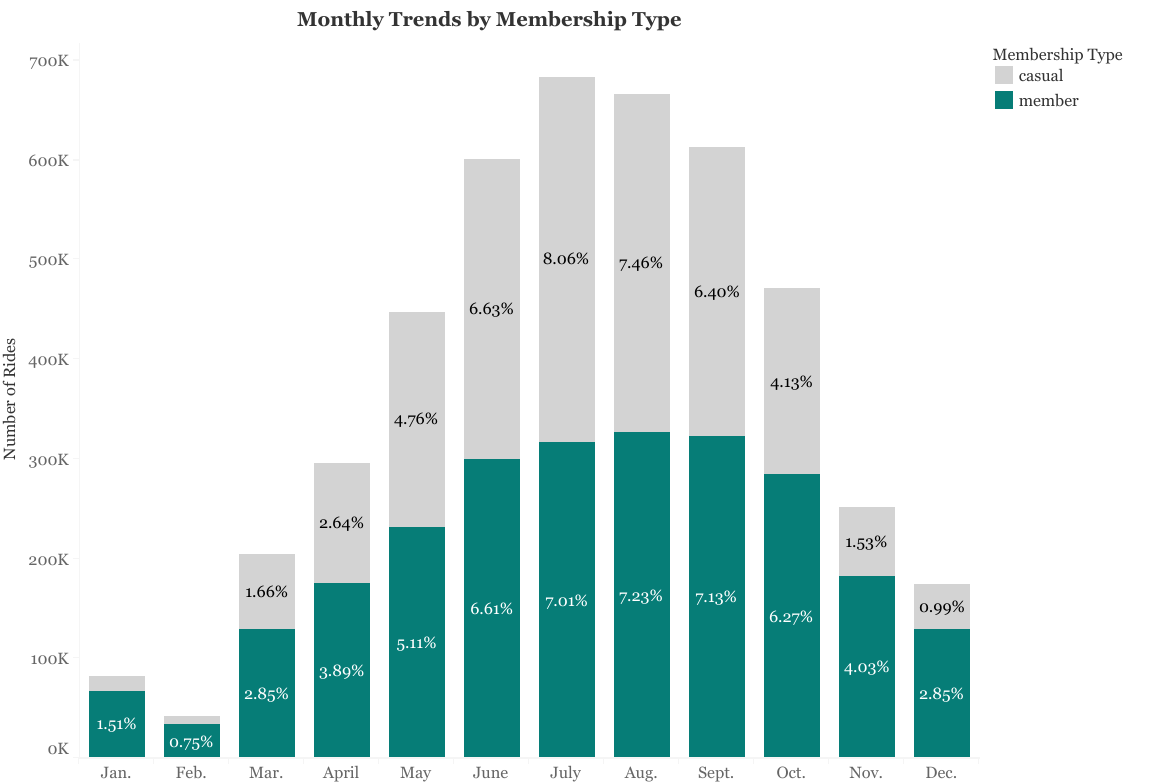 Monthly Trends by Membership Type
Membership Type
casual
member
Number of Rides
700K
600K
500K
400K
300K
200K
100K
0K
1.51%
0.75%
1.66%
2.85%
2.64%
3.89%
4.76%
5.11%
6.63%
6.61%
8.06%
7.01%
7.46%
7.23%
6.40%
7.13%
4.13%
6.27%
1.53%
4.03%
0.99%
2.85%
Jan. Feb. Mar. April May June July Aug. Sept. Oct. Nov. Dec.